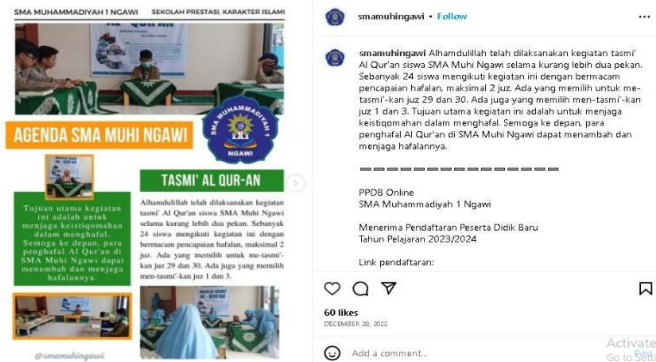 SMA MUHAMMADIYAH 1 NGAWI
SEKOLAH PRESTASI, KARAKTER ISLAMI
AGENDA SMA MUHI NGAWI
SMA MUHAMMADIYAH 1
NGAWI
TASMI' AL QUR-AN
Tujuan utama kegiatan
ini adalah untuk
menjaga keistiqomahan
dalam menghafal.
Semoga ke depan, para
penghafal Al Qur'an di
SMA Muhi Ngawi dapat
menambah dan menjaga
hafalannya.
Alhamdulillah telah dilaksanakan kegiatan
tasmi' Al Qur'an siswa SMA Muhi Ngawi
selama kurang lebih dua pekan. Sebanyak
24 siswa mengikuti kegiatan ini dengan
bermacam pencapaian hafalan, maksimal 2
juz. Ada yang memilih untuk me-tasmi'-
kan juz 29 dan 30. Ada juga yang memilih
men-tasmi'-kan juz 1 dan 3.
@smamuhingawi
smamuhingawi • Follow
smamuhingawi Alhamdulillah telah dilaksanakan kegiatan tasmi'
Al Qur'an siswa SMA Muhi Ngawi selama kurang lebih dua pekan.
Sebanyak 24 siswa mengikuti kegiatan ini dengan bermacam
pencapaian hafalan, maksimal 2 juz. Ada yang memilih untuk me-
tasmi'-kan juz 29 dan 30. Ada juga yang memilih men-tasmi'-kan
juz 1 dan 3. Tujuan utama kegiatan ini adalah untuk menjaga
keistiqomahan dalam menghafal. Semoga ke depan, para
penghafal Al Qur'an di SMA Muhi Ngawi dapat menambah dan
menjaga hafalannya.
PPDB Online
SMA Muhammadiyah 1 Ngawi
Menerima Pendaftaran Peserta Didik Baru
Tahun Pelajaran 2023/2024
Link pendaftaran:
60 likes
DECEMBER 28, 2022
Add a comment...
Activate
Go to Setti